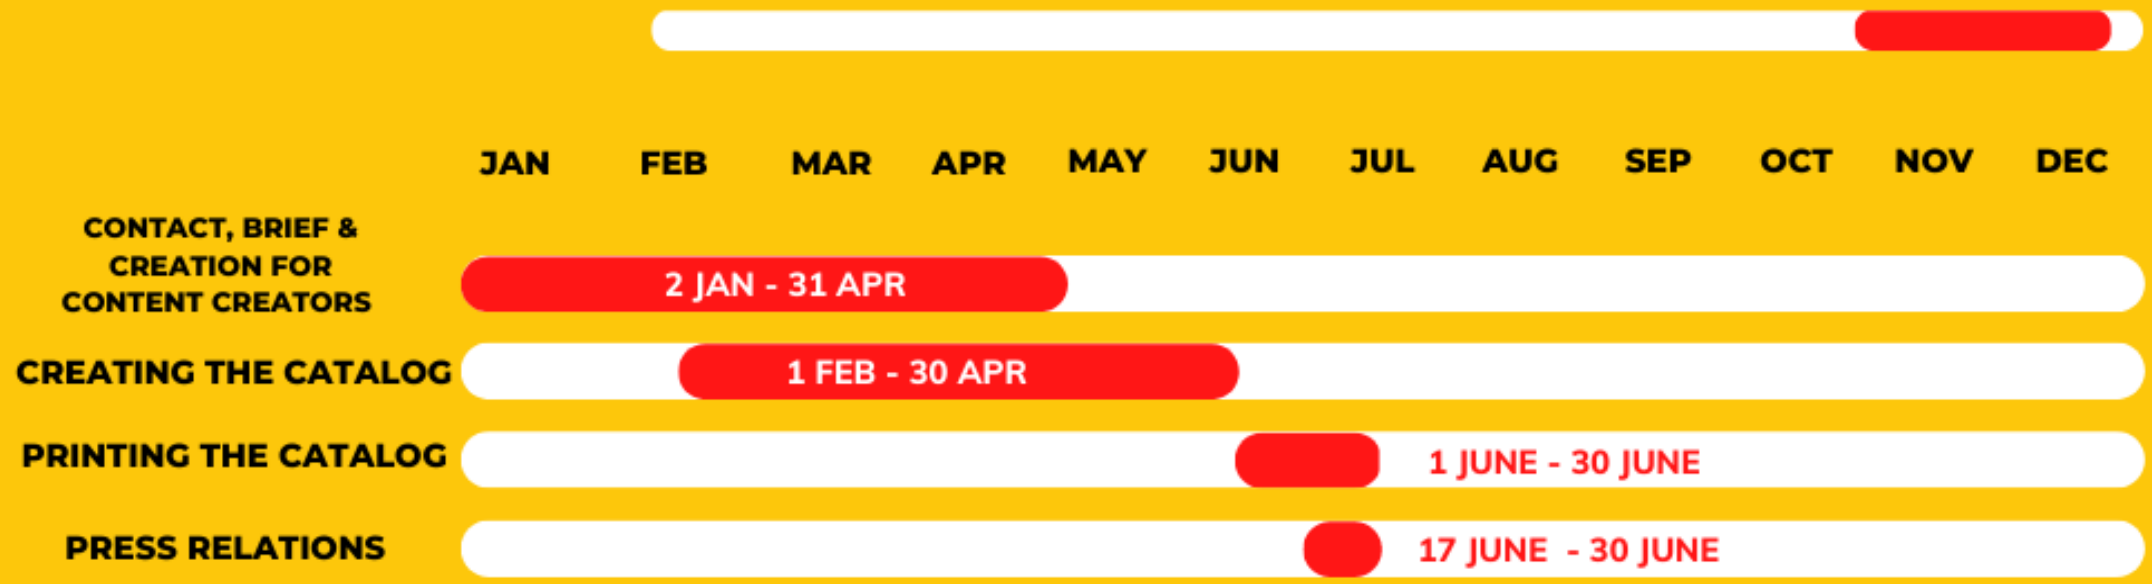 JAN FEB MAR APR MAY JUN JUL AUG SEP OCT NOV DEC
CONTACT, BRIEF &
CREATION FOR
CONTENT CREATORS
2 JAN - 31 APR
CREATING THE CATALOG
1 FEB - 30 APR
PRINTING THE CATALOG
1 JUNE - 30 JUNE
PRESS RELATIONS
17 JUNE - 30 JUNE